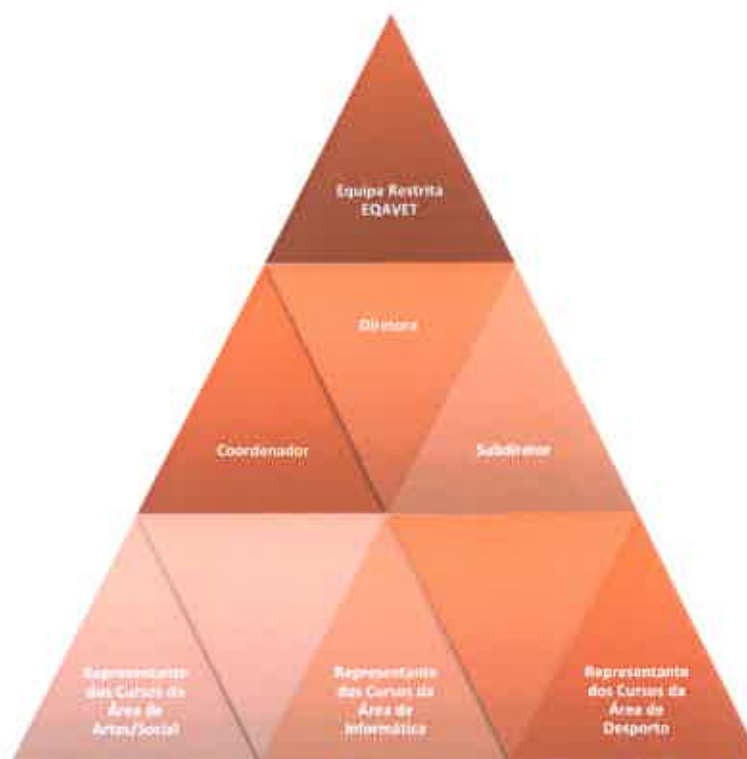 Equipa Restrita
EQAVET
Diretora
Coordenador
Subdiretor
Representante
dos Cursos da
Área de
Artes/Social
Representante
dos Cursos da
Área de
Informática
Representante
dos Cursos da
Área de
Desporto